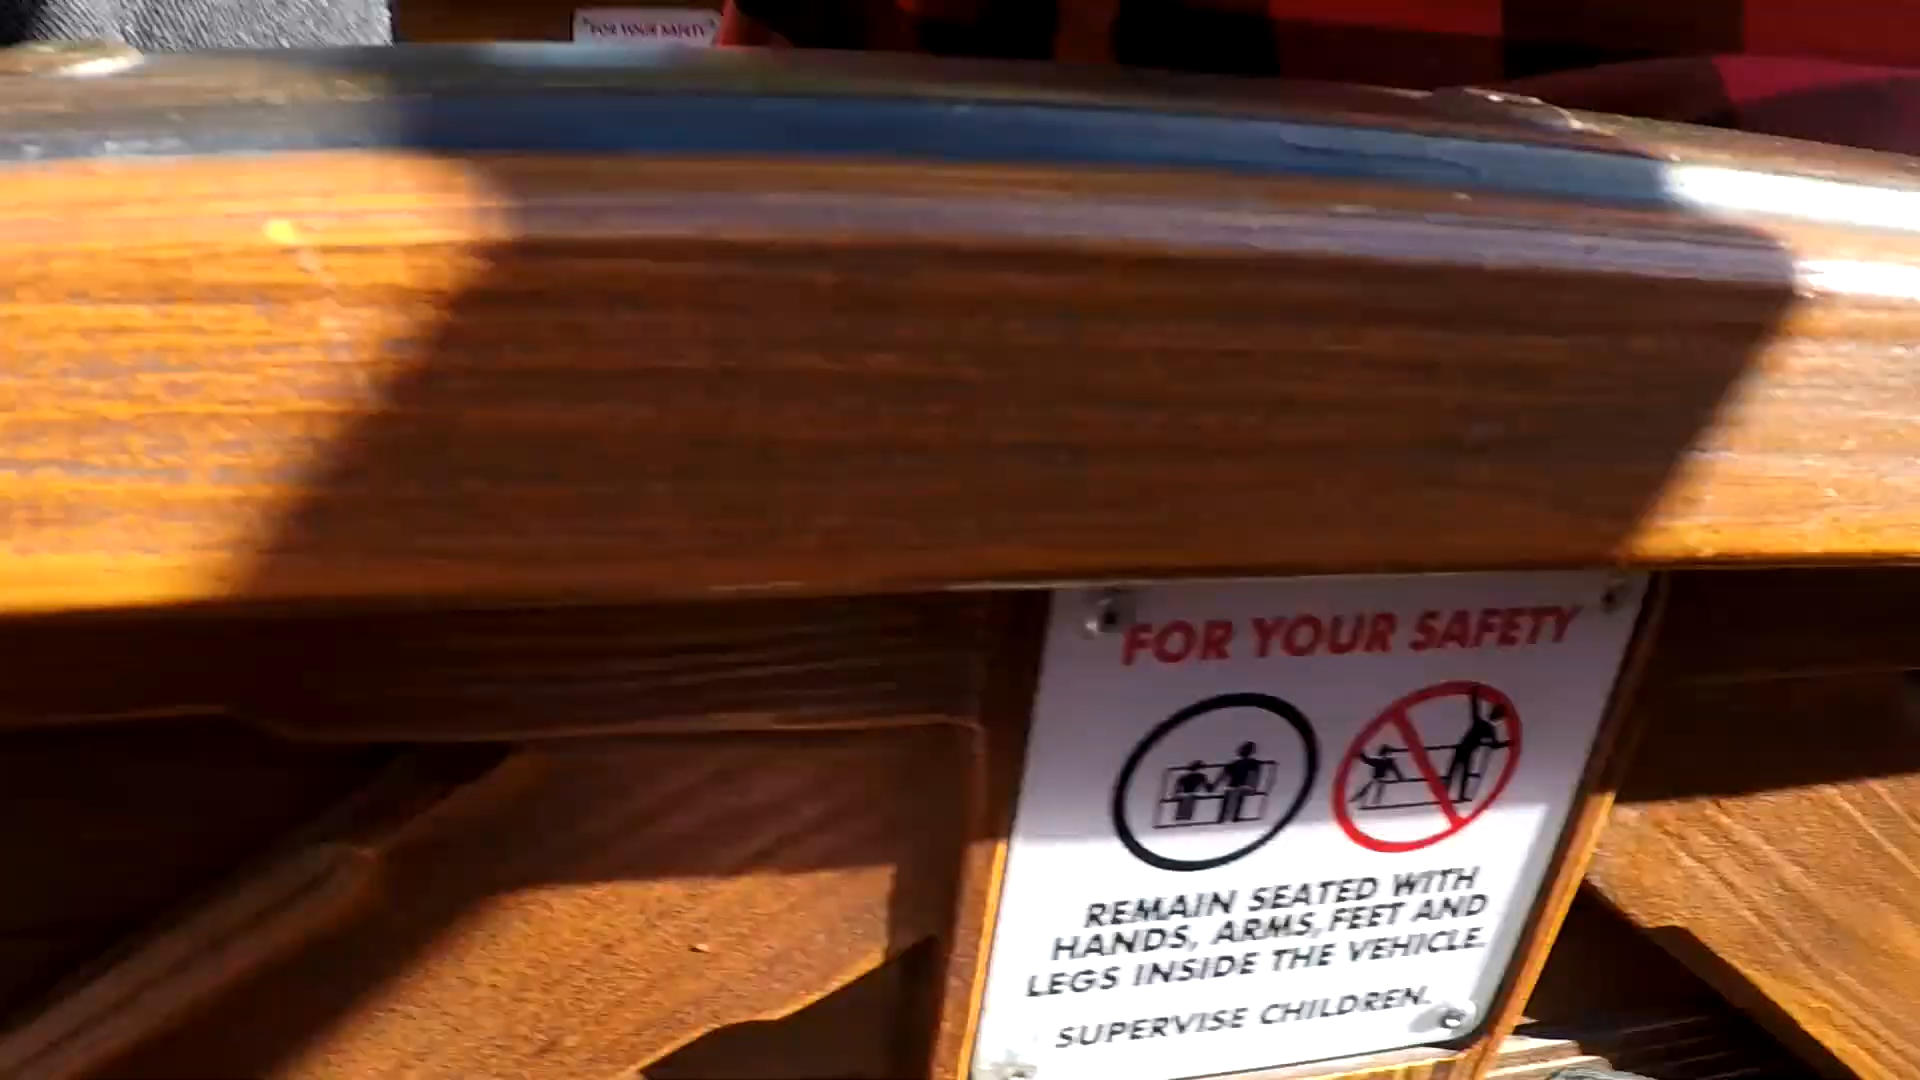 "FOR YOUR SAFETY"
FOR YOUR SAFETY
REMAIN SEATED WITH
HANDS, ARMS, FEET AND
LEGS INSIDE THE VEHICLE.
SUPERVISE CHILDREN.